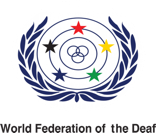 World Federation of the Deaf